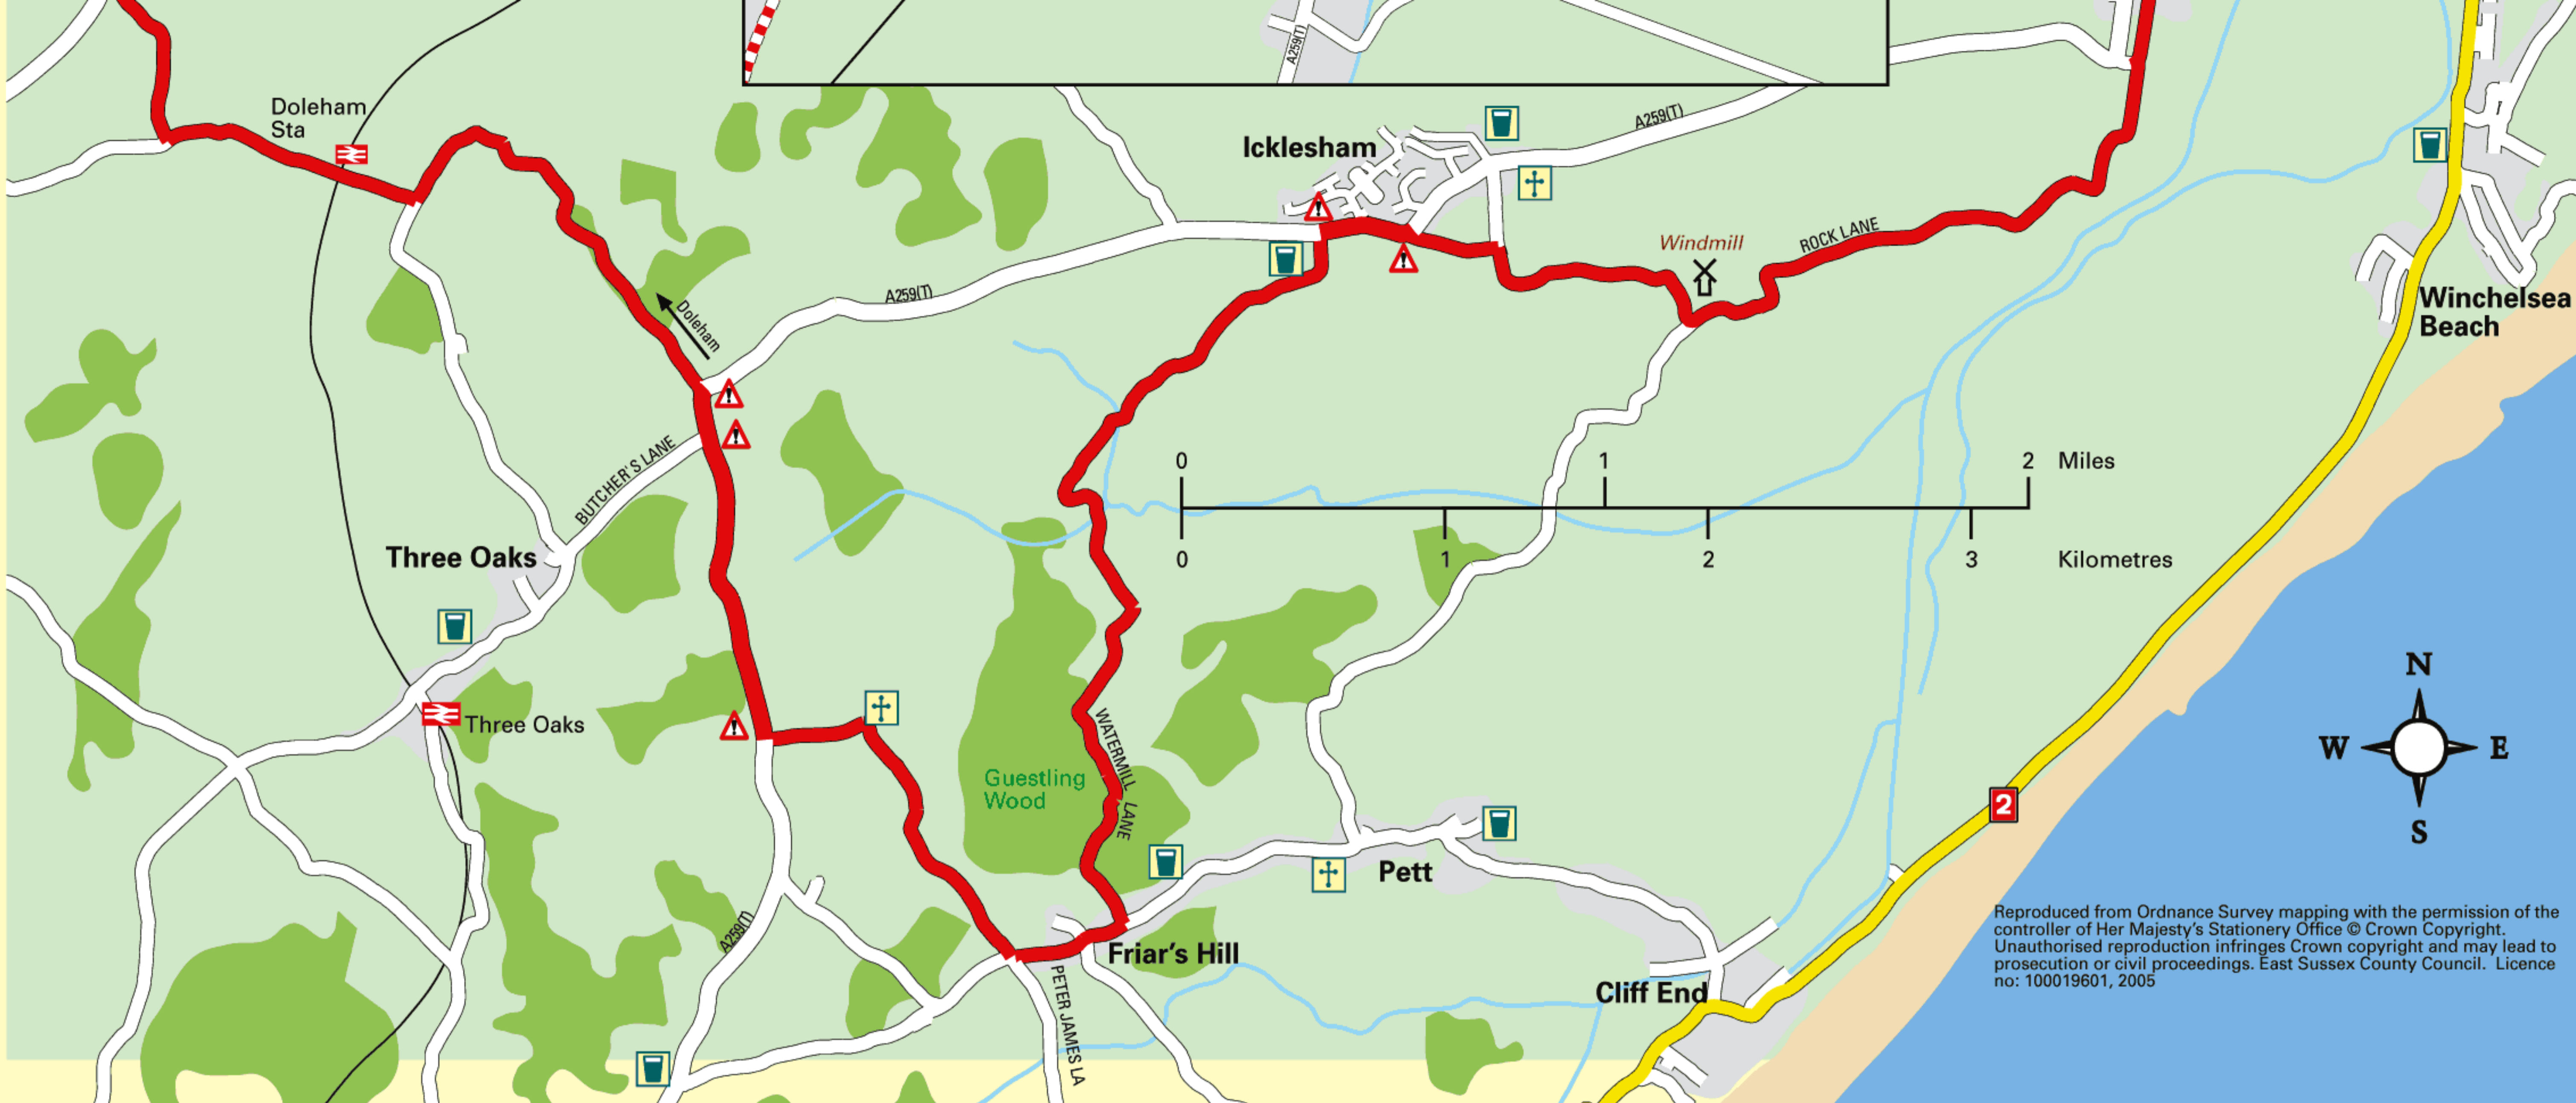 A259(T)
Doleham
Sta
Icklesham
A259(T)
Windmill
ROCK LANE
Winchelsea
Beach
A259(T)
Doleham
BUTCHER'S LANE
0
1
2
Miles
0
1
2
3
Kilometres
Three Oaks
Three Oaks
WATERMILL LANE
Guestling
Wood
N
W
E
S
2
Pett
A259(T)
Friar's Hill
PETER JAMES LA
Cliff End
Reproduced from Ordnance Survey mapping with the permission of the
controller of Her Majesty's Stationery Office © Crown Copyright.
Unauthorised reproduction infringes Crown copyright and may lead to
prosecution or civil proceedings. East Sussex County Council. Licence
no: 100019601, 2005